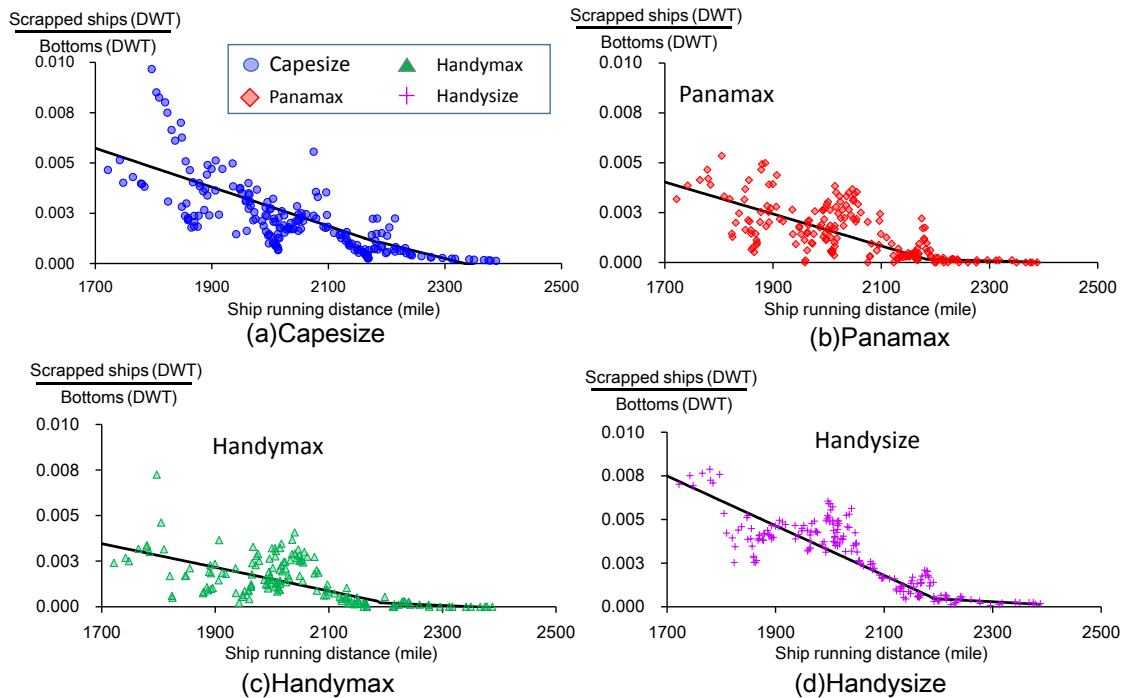 Scrapped ships (DWT)
Bottoms (DWT)
0.010
0.008
0.005
0.003
0.000
1700 1900 2100 2300 2500
Ship running distance (mile)
(a)Capesize
Capesize Handymax
Panamax Handysize
Scrapped ships (DWT)
Bottoms (DWT)
Panamax
0.010
0.008
0.005
0.003
0.000
1700 1900 2100 2300 2500
Ship running distance (mile)
(b)Panamax
Scrapped ships (DWT)
Bottoms (DWT)
Handymax
0.010
0.008
0.005
0.003
0.000
1700 1900 2100 2300 2500
Ship running distance (mile)
(c)Handymax
Scrapped ships (DWT)
Bottoms (DWT)
Handysize
0.010
0.008
0.005
0.003
0.000
1700 1900 2100 2300 2500
Ship running distance (mile)
(d)Handysize